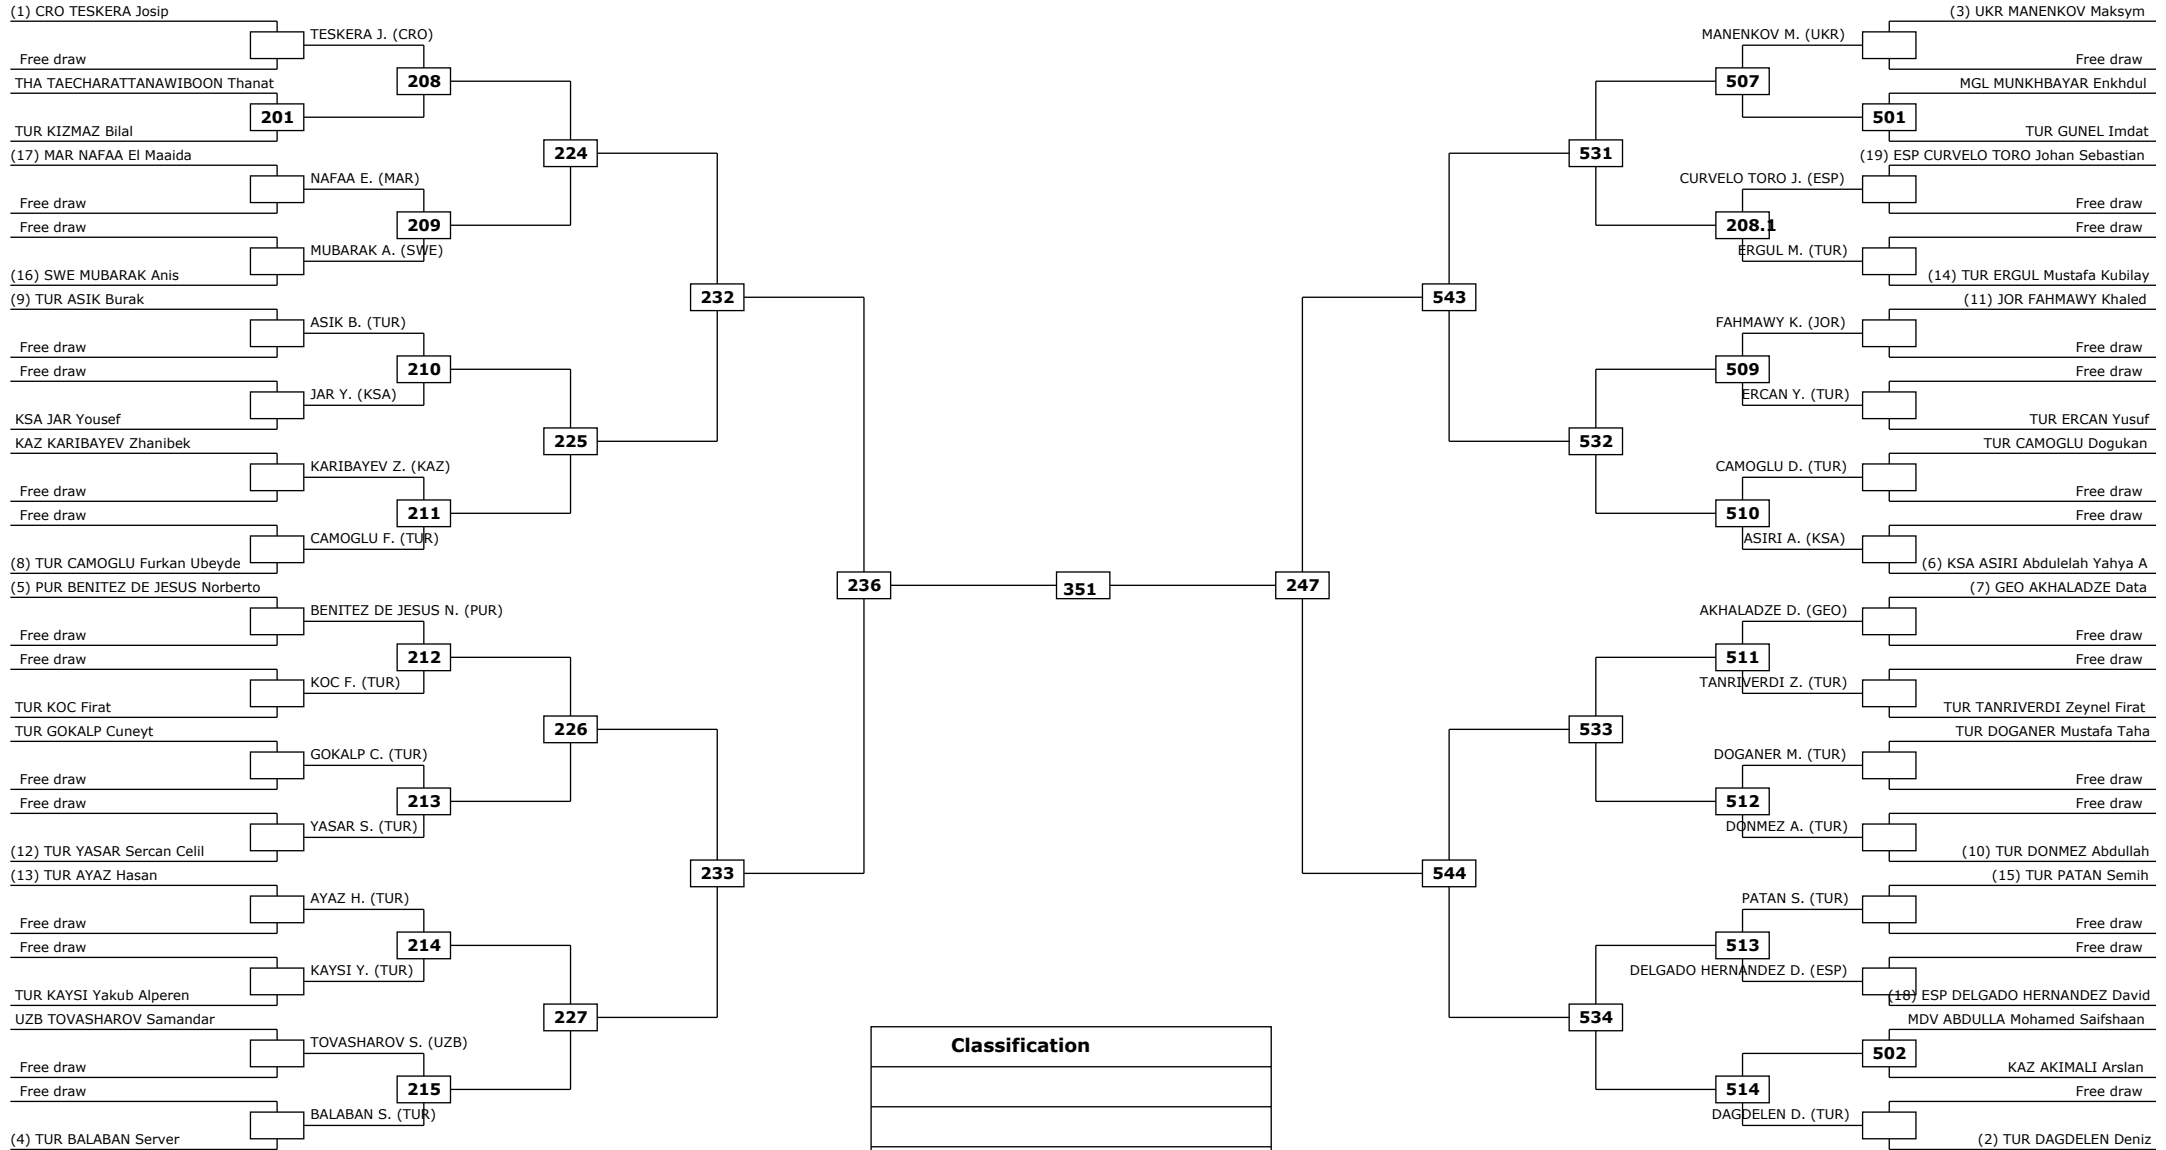 (1) CRO TESKERA Josip
TESKERA J. (CRO)
Free draw
208
THA TAECHARATTANAWIBOON Thanat
201
TUR KIZMAZ Bilal
224
(17) MAR NAFAA El Maaida
NAFAA E. (MAR)
Free draw
209
Free draw
MUBARAK A. (SWE)
(16) SWE MUBARAK Anis
232
(9) TUR ASIK Burak
ASIK B. (TUR)
Free draw
210
Free draw
JAR Y. (KSA)
KSA JAR Yousef
225
KAZ KARIBAYEV Zhanibek
KARIBAYEV Z. (KAZ)
Free draw
211
Free draw
CAMOGLU F. (TUR)
(8) TUR CAMOGLU Furkan Ubeyde
236
(5) PUR BENITEZ DE JESUS Norberto
BENITEZ DE JESUS N. (PUR)
Free draw
212
Free draw
KOC F. (TUR)
TUR KOC Firat
226
TUR GOKALP Cuneyt
GOKALP C. (TUR)
Free draw
213
Free draw
YASAR S. (TUR)
(12) TUR YASAR Sercan Celil
233
(13) TUR AYAZ Hasan
AYAZ H. (TUR)
Free draw
214
Free draw
KAYSI Y. (TUR)
TUR KAYSI Yakub Alperen
227
UZB TOVASHAROV Samandar
TOVASHAROV S. (UZB)
Free draw
215
Free draw
BALABAN S. (TUR)
(4) TUR BALABAN Server
351
Classification
(3) UKR MANENKOV Maksym
MANENKOV M. (UKR)
Free draw
507
MGL MUNKHBAYAR Enkhdul
501
TUR GUNEL Imdat
531
(19) ESP CURVELO TORO Johan Sebastian
CURVELO TORO J. (ESP)
Free draw
208.1
Free draw
ERGUL M. (TUR)
(14) TUR ERGUL Mustafa Kubilay
543
(11) JOR FAHMAWY Khaled
FAHMAWY K. (JOR)
Free draw
509
Free draw
ERCAN Y. (TUR)
TUR ERCAN Yusuf
532
TUR CAMOGLU Dogukan
CAMOGLU D. (TUR)
Free draw
510
Free draw
ASIRI A. (KSA)
(6) KSA ASIRI Abdulelah Yahya A
247
(7) GEO AKHALADZE Data
AKHALADZE D. (GEO)
Free draw
511
Free draw
TANRIVERDI Z. (TUR)
TUR TANRIVERDI Zeynel Firat
533
TUR DOGANER Mustafa Taha
DOGANER M. (TUR)
Free draw
512
Free draw
DONMEZ A. (TUR)
(10) TUR DONMEZ Abdullah
544
(15) TUR PATAN Semih
PATAN S. (TUR)
Free draw
513
Free draw
DELGADO HERNANDEZ D. (ESP)
(18) ESP DELGADO HERNANDEZ David
534
MDV ABDULLA Mohamed Saifshaan
502
KAZ AKIMALI Arslan
514
Free draw
DAGDELEN D. (TUR)
(2) TUR DAGDELEN Deniz